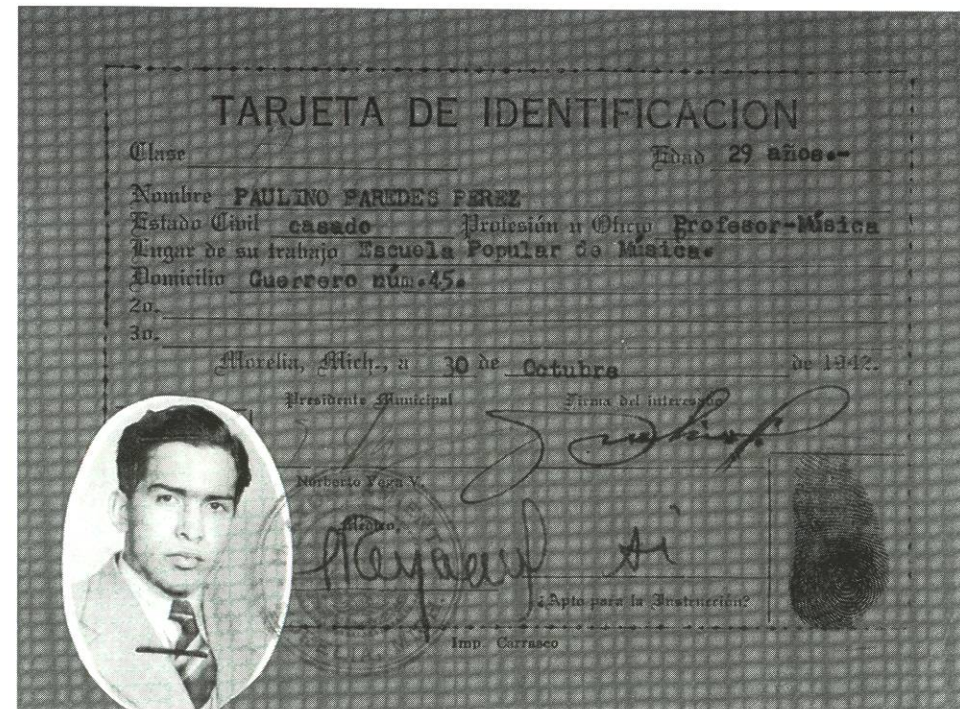 TARJETA DE IDENTIFICACION
Clase Edad 29 años.-
Nombre PAULINO PAREDES PEREZ
Estado Civil casado Profesión u Oficio Profesor-Música
Lugar de su trabajo Escuela Popular de Música.
Domicilio Guerrero núm.45.
2o.
3o.
Morelia, Mich., a 30 de Octubre de 1942.
Presidente Municipal Firma del interesado
Norberto Vega V.
Médico,
si
¿Apto para la Instrucción?
Imp. Carrasco